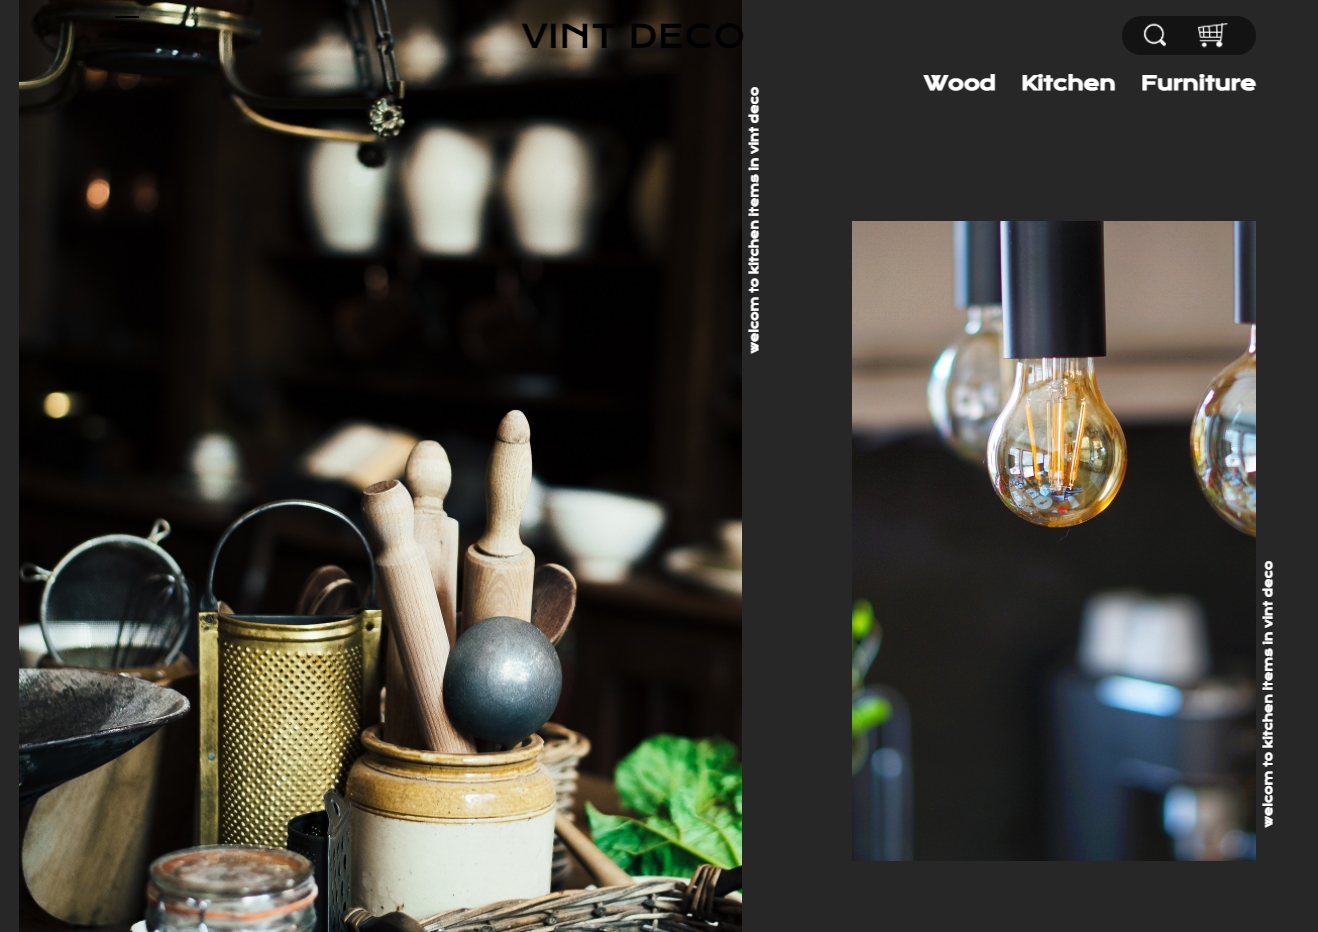 VINT DECO
Wood Kitchen Furniture
welcom to kitchen items in vint deco
welcom to kitchen items in vint deco